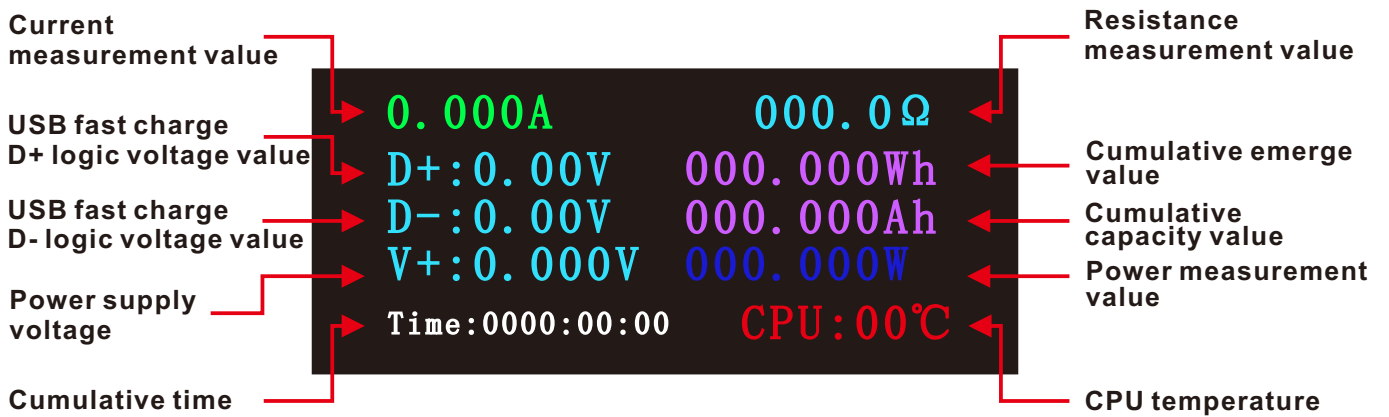 Current
measurement value
USB fast charge
D+ logic voltage value
USB fast charge
D- logic voltage value
Power supply
voltage
Cumulative time
0.000A 000.0Ω
D+:0.00V 000.000Wh
D-:0.00V 000.000Ah
V+:0.000V 000.000W
Time:0000:00:00 CPU:00℃
Resistance
measurement value
Cumulative emerge
value
Cumulative
capacity value
Power measurement
value
CPU temperature